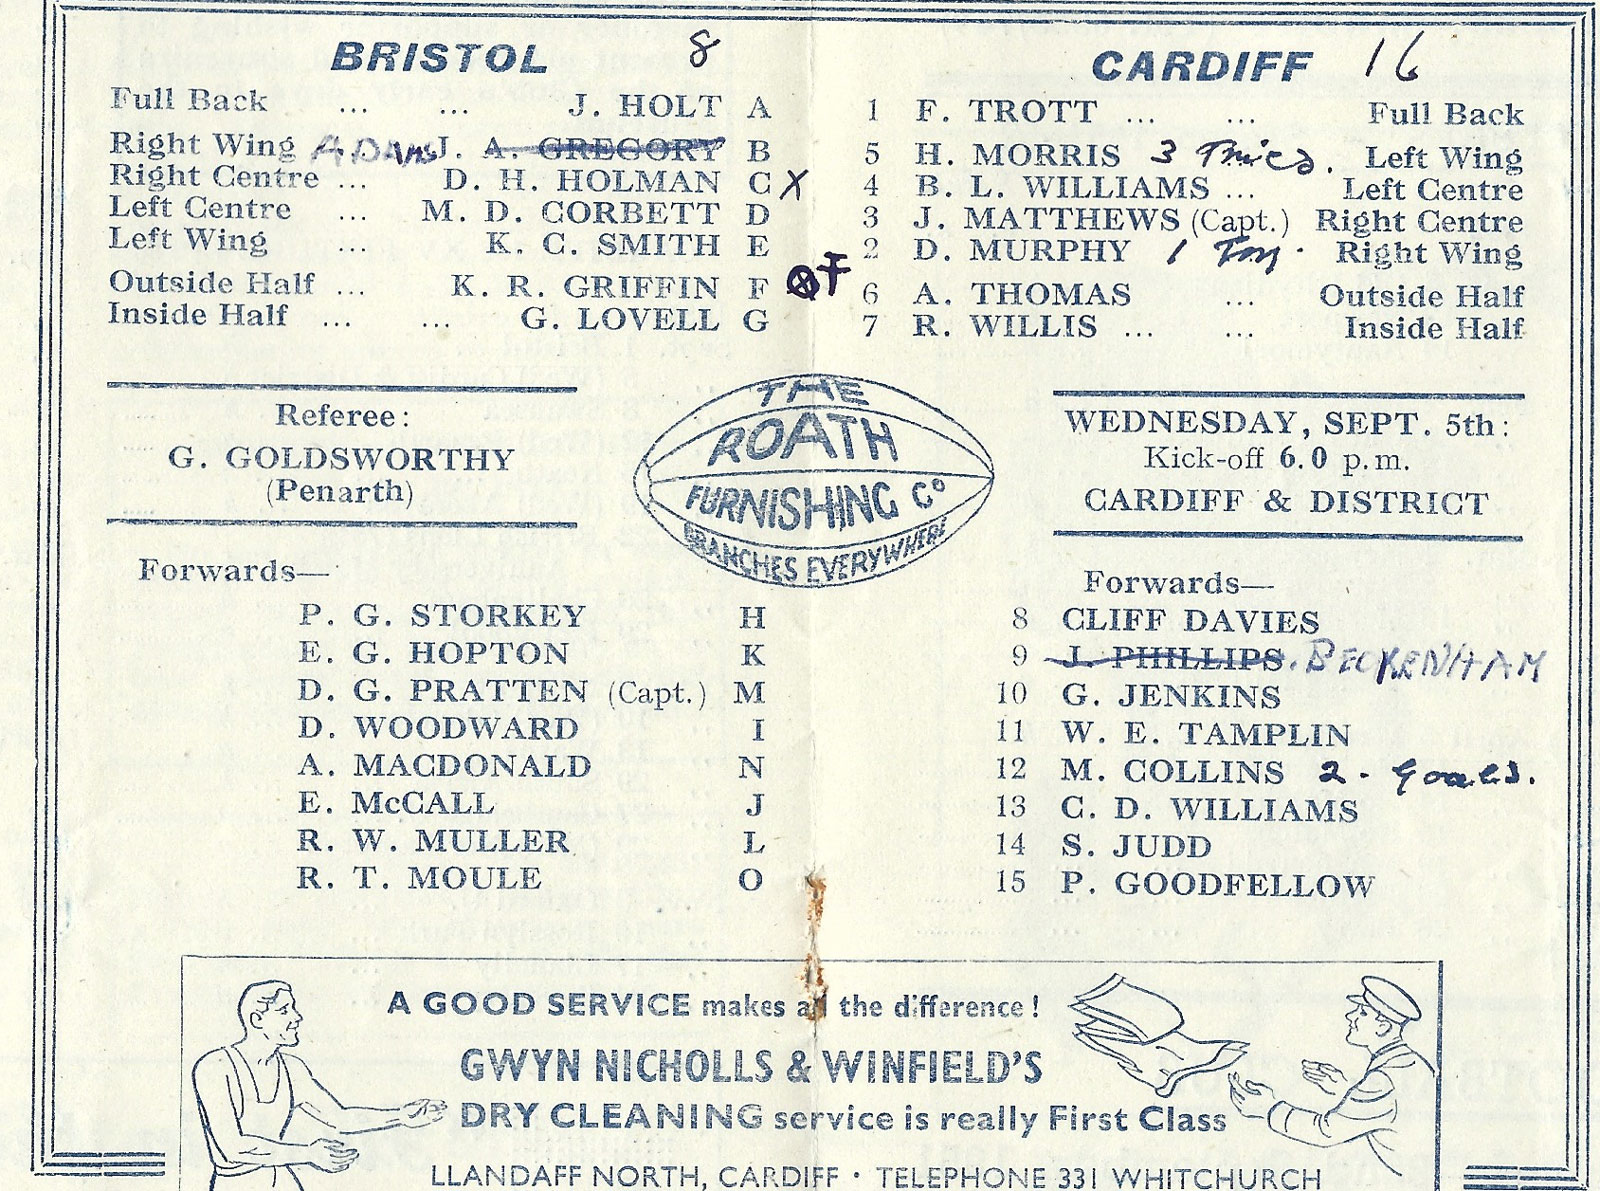 BRISTOL 8
Full Back ... ... J. HOLT A
Right Wing ADAMS J. A. GREGORY B
Right Centre ... D. H. HOLMAN C X
Left Centre ... M. D. CORBETT D
Left Wing ... K. C. SMITH E
Outside Half ... K. R. GRIFFIN F
Inside Half ... ... G. LOVELL G
CARDIFF 16
1 F. TROTT ... ... Full Back
5 H. MORRIS 3 Tries. Left Wing
4 B. L. WILLIAMS ... Left Centre
3 J. MATTHEWS (Capt.) Right Centre
2 D. MURPHY 1 Try. Right Wing
6 A. THOMAS ... Outside Half
7 R. WILLIS ... ... Inside Half
Referee:
G. GOLDSWORTHY
(Penarth)
THE
ROATH
FURNISHING Co
BRANCHES EVERYWHERE
WEDNESDAY, SEPT. 5th:
Kick-off 6.0 p.m.
CARDIFF & DISTRICT
Forwards—
P. G. STORKEY H
E. G. HOPTON K
D. G. PRATTEN (Capt.) M
D. WOODWARD I
A. MACDONALD N
E. McCALL J
R. W. MULLER L
R. T. MOULE O
Forwards—
8 CLIFF DAVIES
9 J. PHILLIPS. BECKENHAM
10 G. JENKINS
11 W. E. TAMPLIN
12 M. COLLINS 2 - Goals.
13 C. D. WILLIAMS
14 S. JUDD
15 P. GOODFELLOW
A GOOD SERVICE makes all the difference!
GWYN NICHOLLS & WINFIELD'S
DRY CLEANING service is really First Class
LLANDAFF NORTH, CARDIFF · TELEPHONE 331 WHITCHURCH